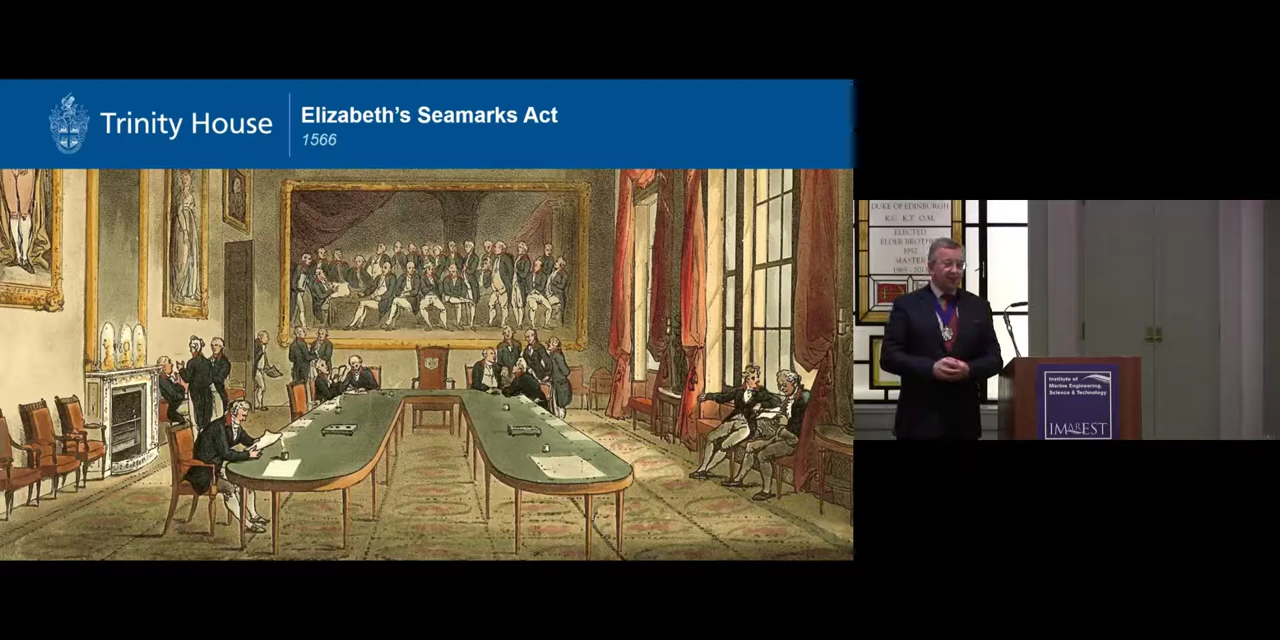 Trinity House
Elizabeth's Seamarks Act
1566
DUKE OF EDINBURGH
K.G K.T O.M.
ELECTED
ELDER BROTHER
1952
MASTER
1969 - 201
Institute of
Marine Engineering,
Science & Technology
IMarEST